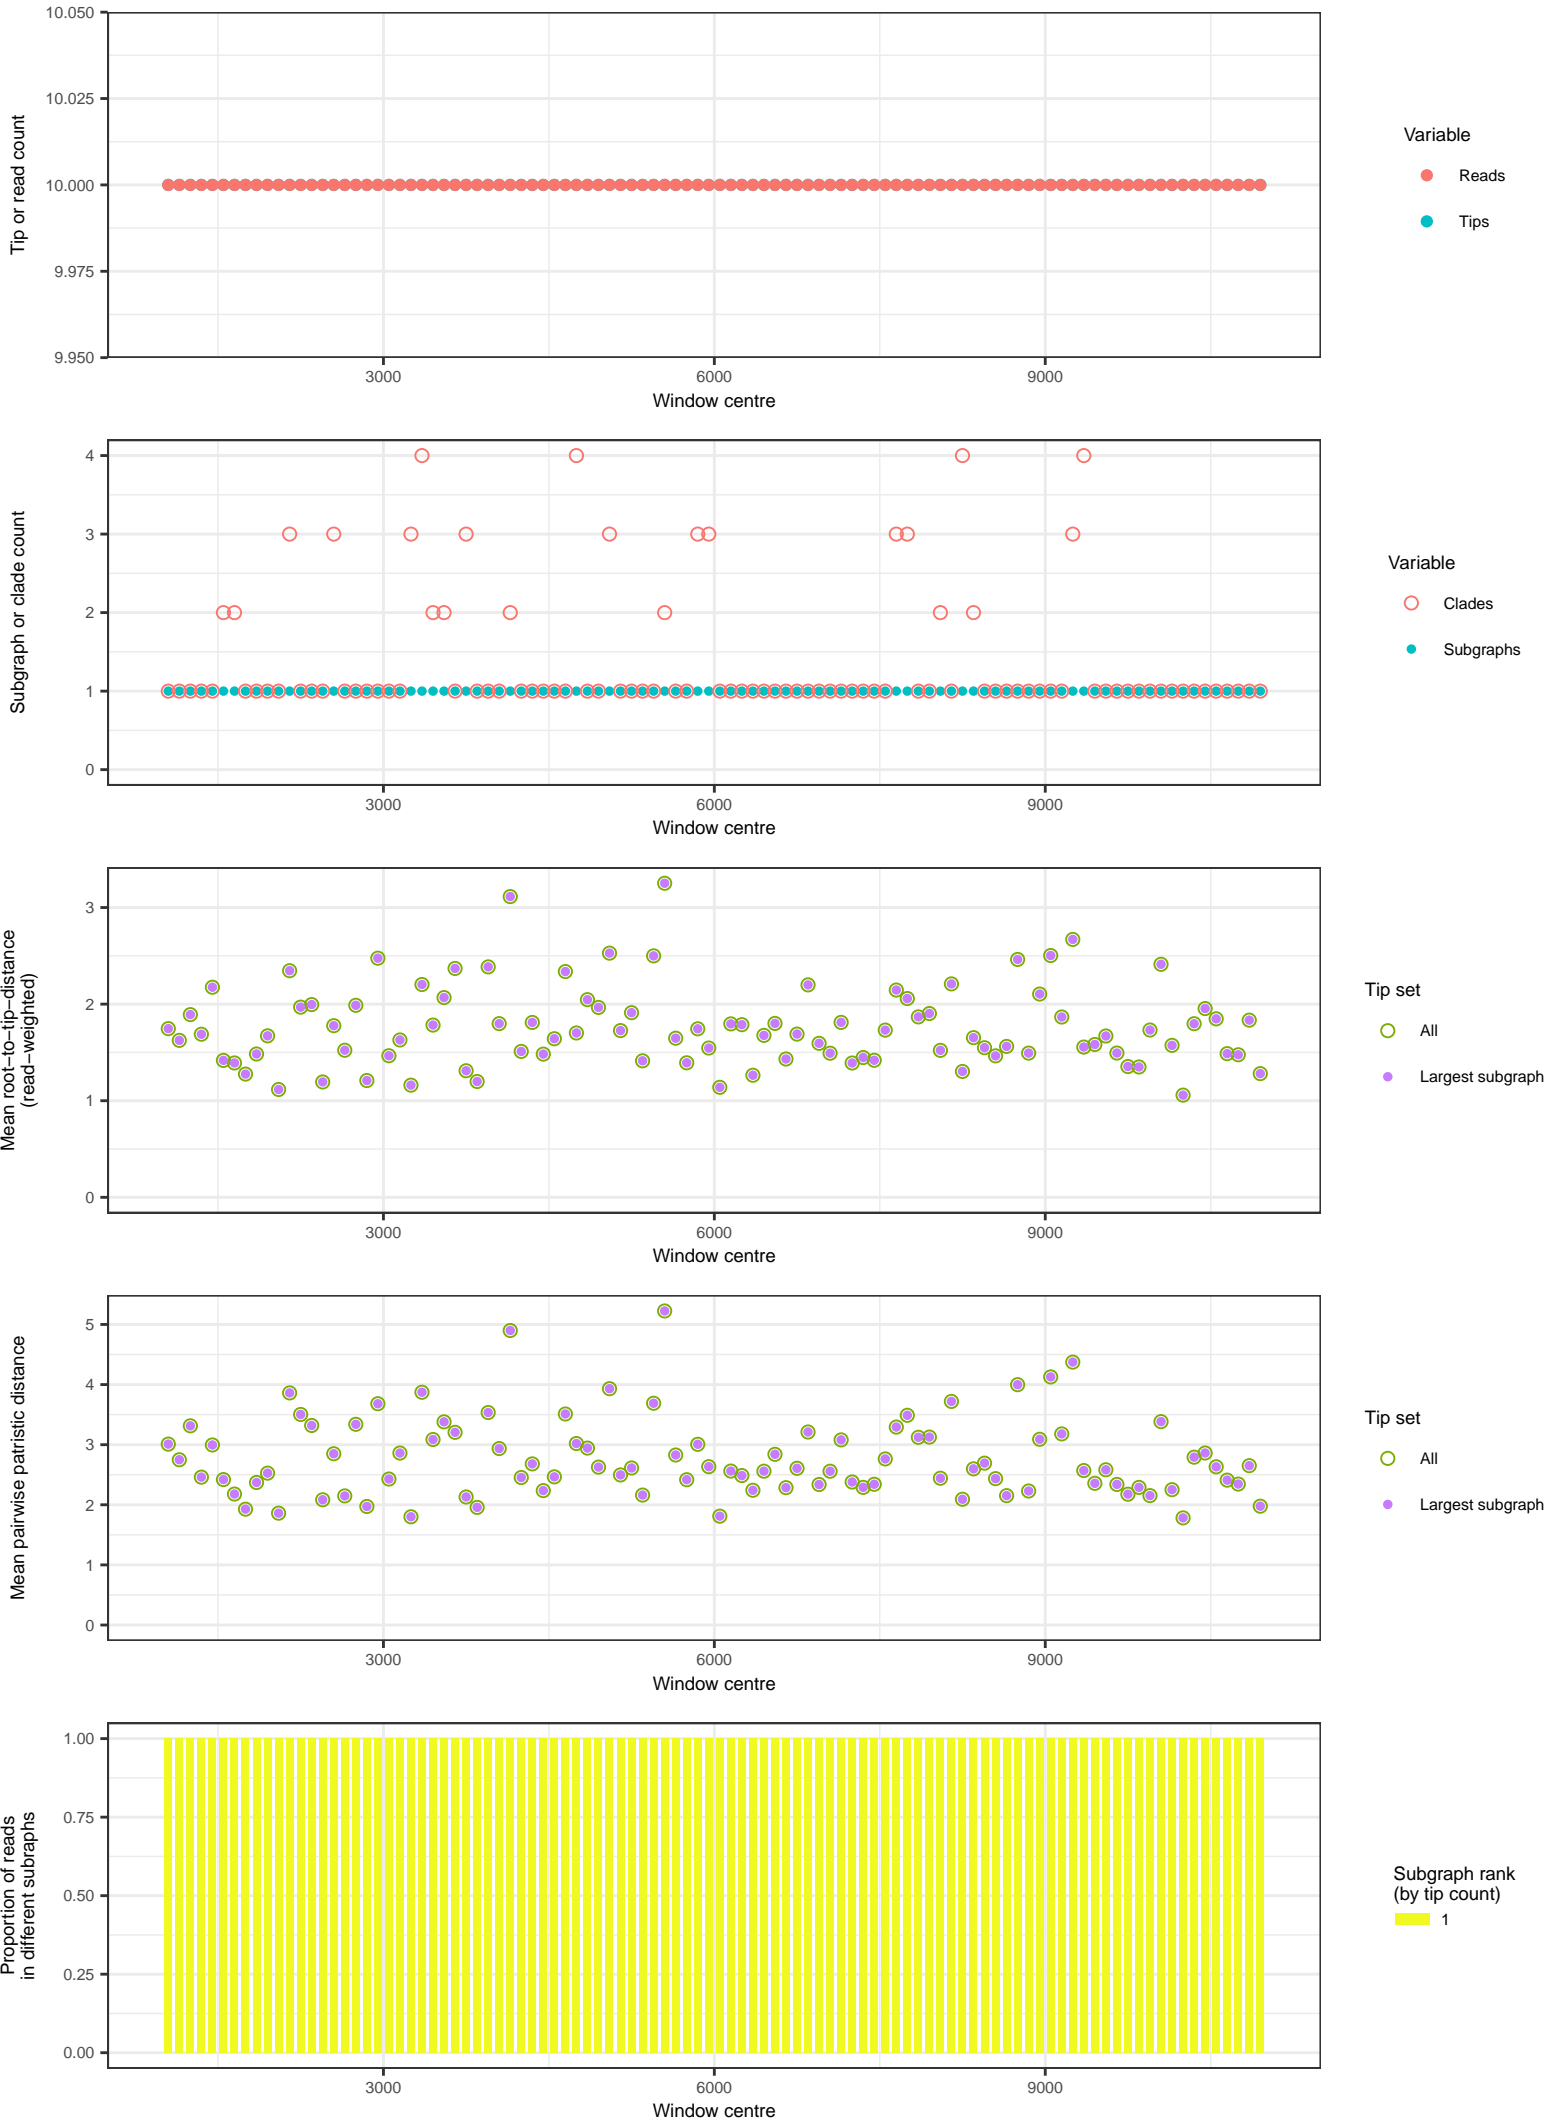 10.050
10.025
10.000
9.975
9.950
Tip or read count
3000 6000 9000
Window centre
Variable
Reads
Tips
4
3
2
1
0
Subgraph or clade count
3000 6000 9000
Window centre
Variable
Clades
Subgraphs
3
2
1
0
Mean root−to−tip−distance
(read−weighted)
3000 6000 9000
Window centre
Tip set
All
Largest subgraph
5
4
3
2
1
0
Mean pairwise patristic distance
3000 6000 9000
Window centre
Tip set
All
Largest subgraph
1.00
0.75
0.50
0.25
0.00
Proportion of reads
in different subraphs
3000 6000 9000
Window centre
Subgraph rank
(by tip count)
1